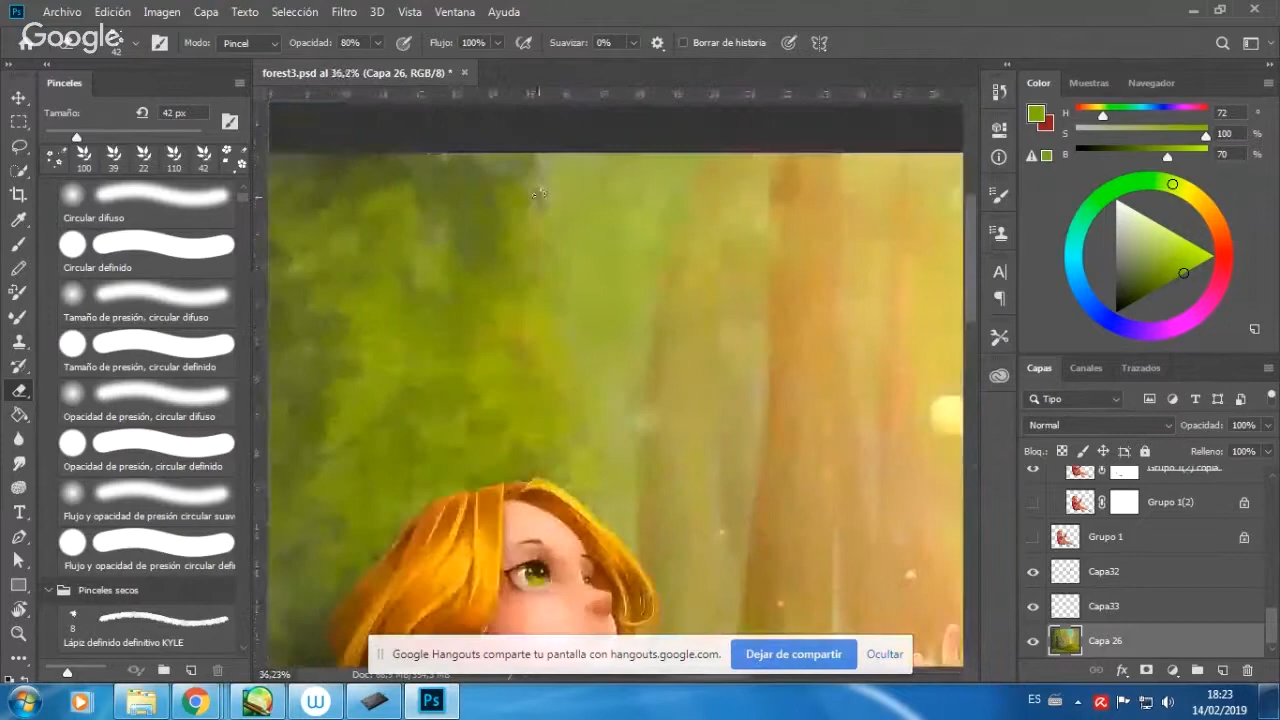 Archivo Edición Imagen Capa Texto Selección Filtro 3D Vista Ventana Ayuda
Google
42 Modo: Pincel Opacidad: 80% Flujo: 100% Suavizar: 0% Borrar de historia
Pinceles
forest3.psd al 36,2% (Capa 26, RGB/8) *
Color Muestras Navegador
Tamaño: 42 px
H 72 °
S 100 %
B 70 %
100 39 22 110 42
Circular difuso
Circular definido
Tamaño de presión, circular difuso
Tamaño de presión, circular definido
Opacidad de presión, circular difuso
Opacidad de presión, circular definido
Flujo y opacidad de presión circular suav
Flujo y opacidad de presión circular defi
Pinceles secos
8
Lápiz definido definitivo KYLE
Capas Canales Trazados
Tipo
Normal Opacidad: 100%
Bloq.: Relleno: 100%
Grupo 1(2) copia
Grupo 1(2)
Grupo 1
Capa32
Capa33
Capa 26
Google Hangouts comparte tu pantalla con hangouts.google.com. Dejar de compartir Ocultar
36,23%
ES 18:23
14/02/2019